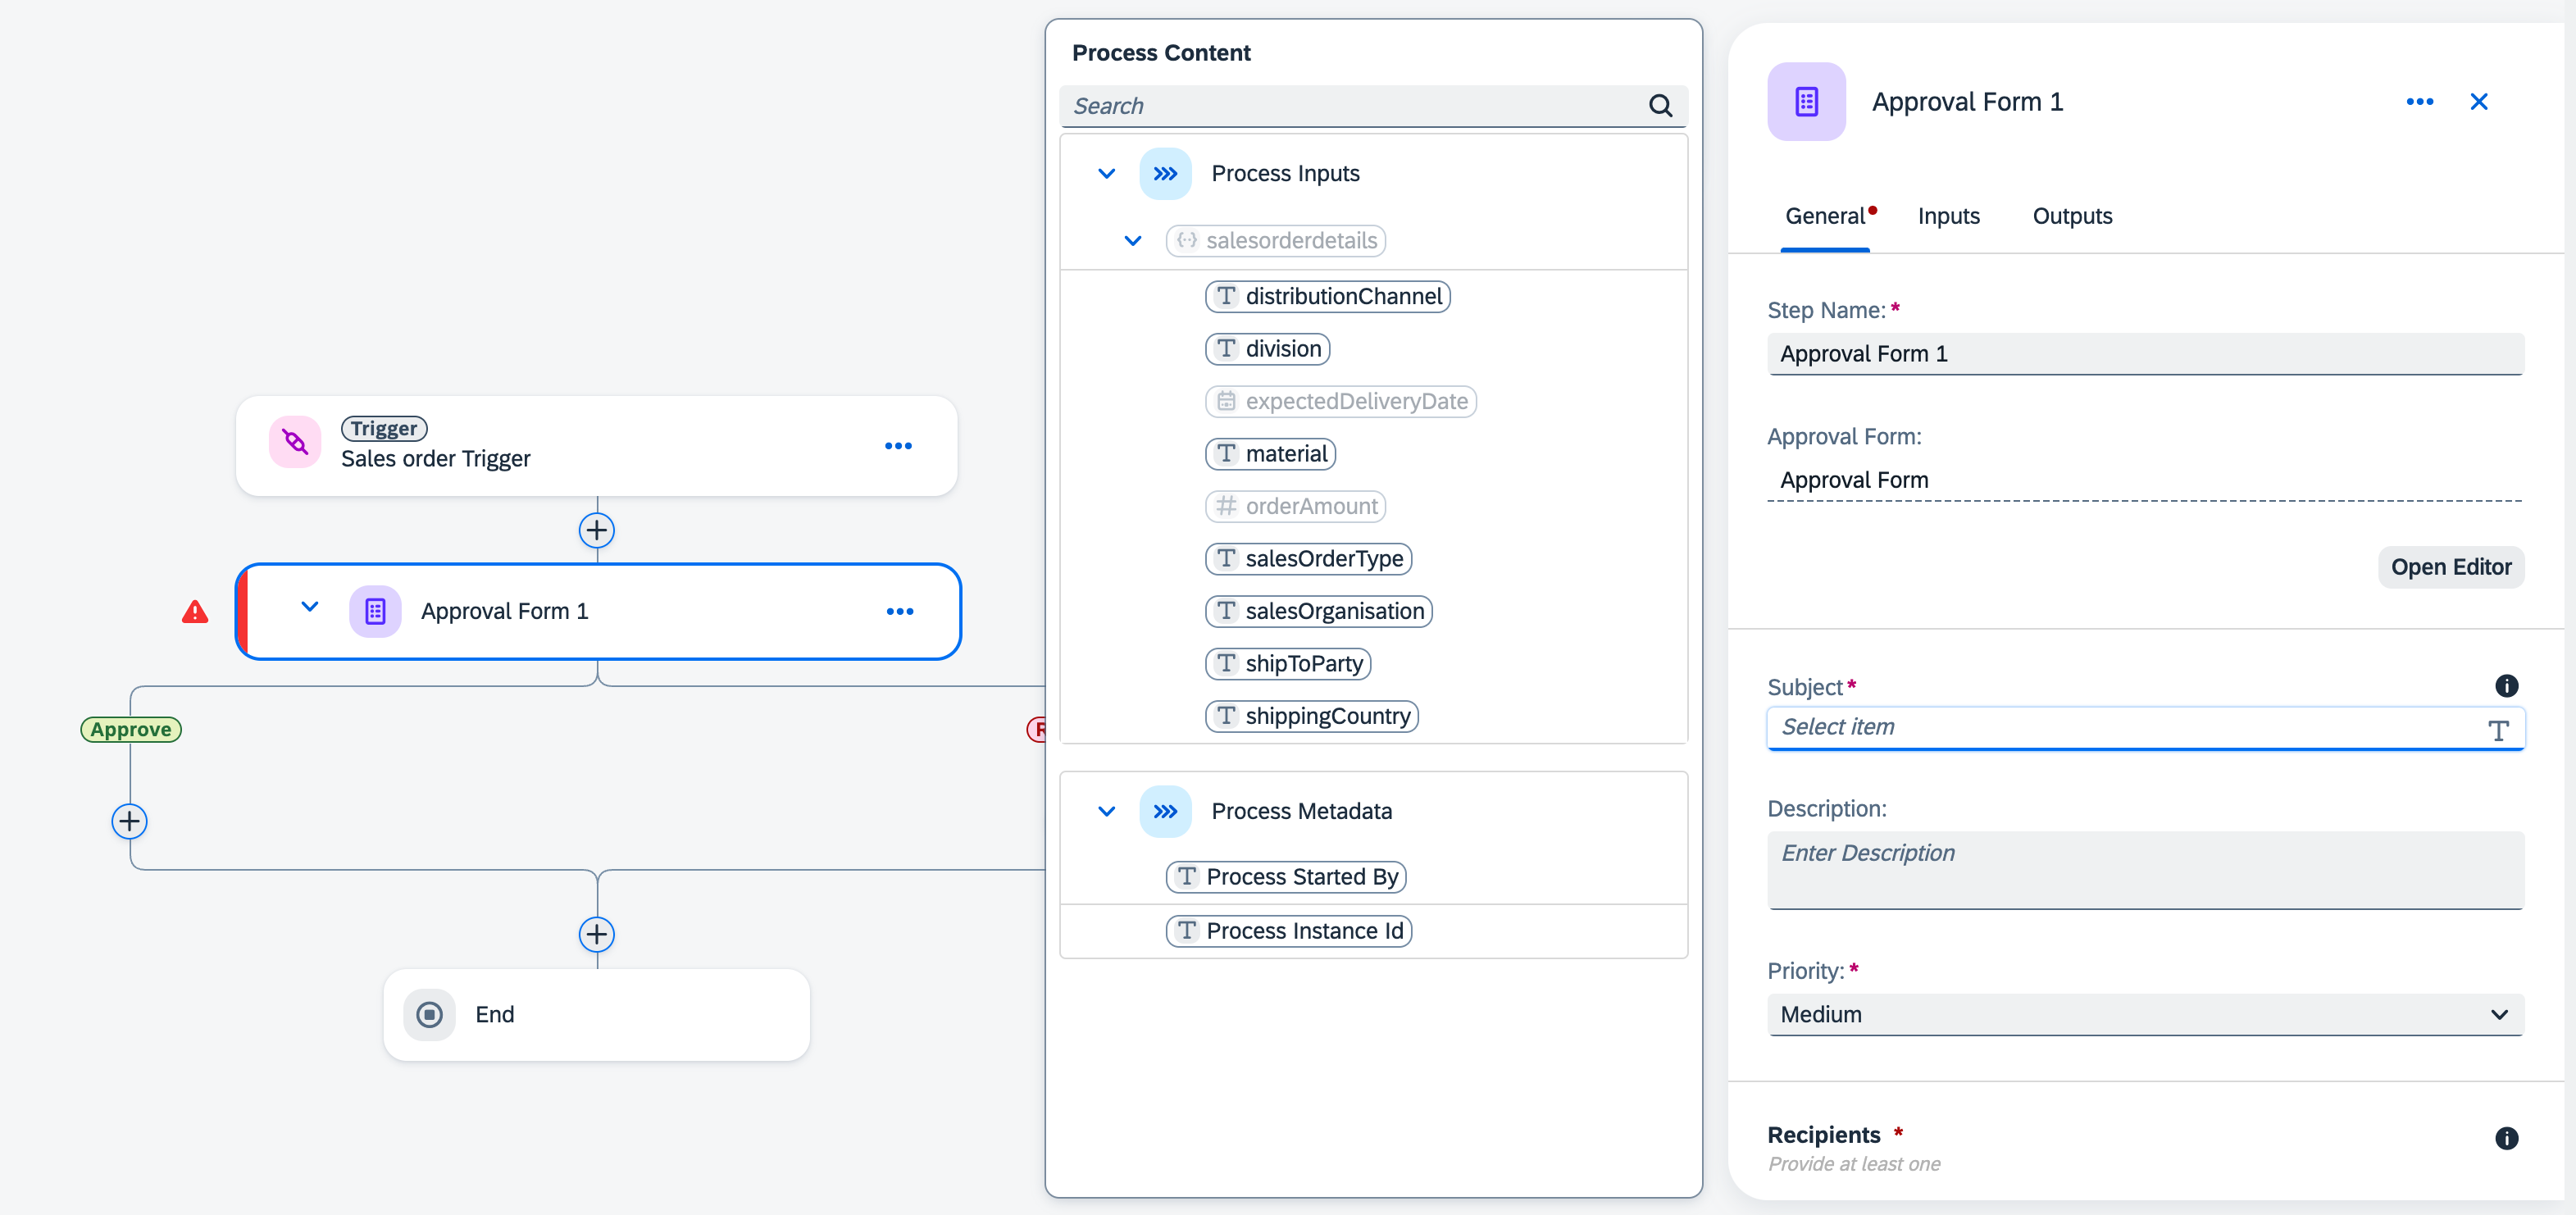 Trigger
Sales order Trigger
Approval Form 1
Approve
R
End
Process Content
Search
Process Inputs
salesorderdetails
distributionChannel
division
expectedDeliveryDate
material
orderAmount
salesOrderType
salesOrganisation
shipToParty
shippingCountry
Process Metadata
Process Started By
Process Instance Id
Approval Form 1
General Inputs Outputs
Step Name: *
Approval Form 1
Approval Form:
Approval Form
Open Editor
Subject *
Select item
Description:
Enter Description
Priority: *
Medium
Recipients *
Provide at least one